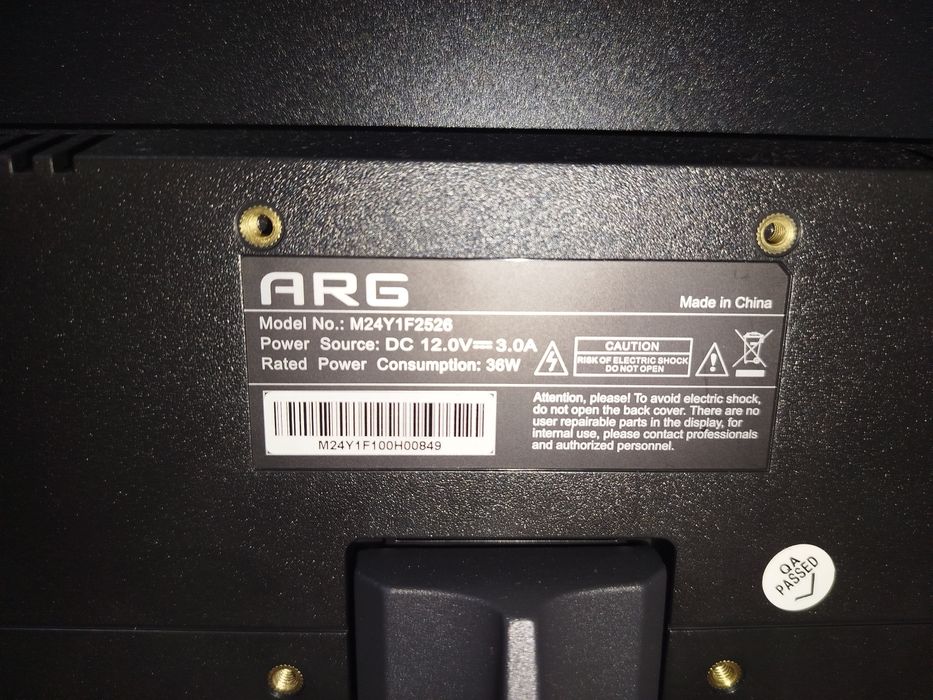 ARG
Made in China
Model No.: M24Y1F2526
Power Source: DC 12.0V⎓3.0A
Rated Power Consumption: 36W
CAUTION
RISK OF ELECTRIC SHOCK
DO NOT OPEN
M24Y1F100H00849
Attention, please! To avoid electric shock,
do not open the back cover. There are no
user repairable parts in the display, for
internal use, please contact professionals
and authorized personnel.
QA
PASSED